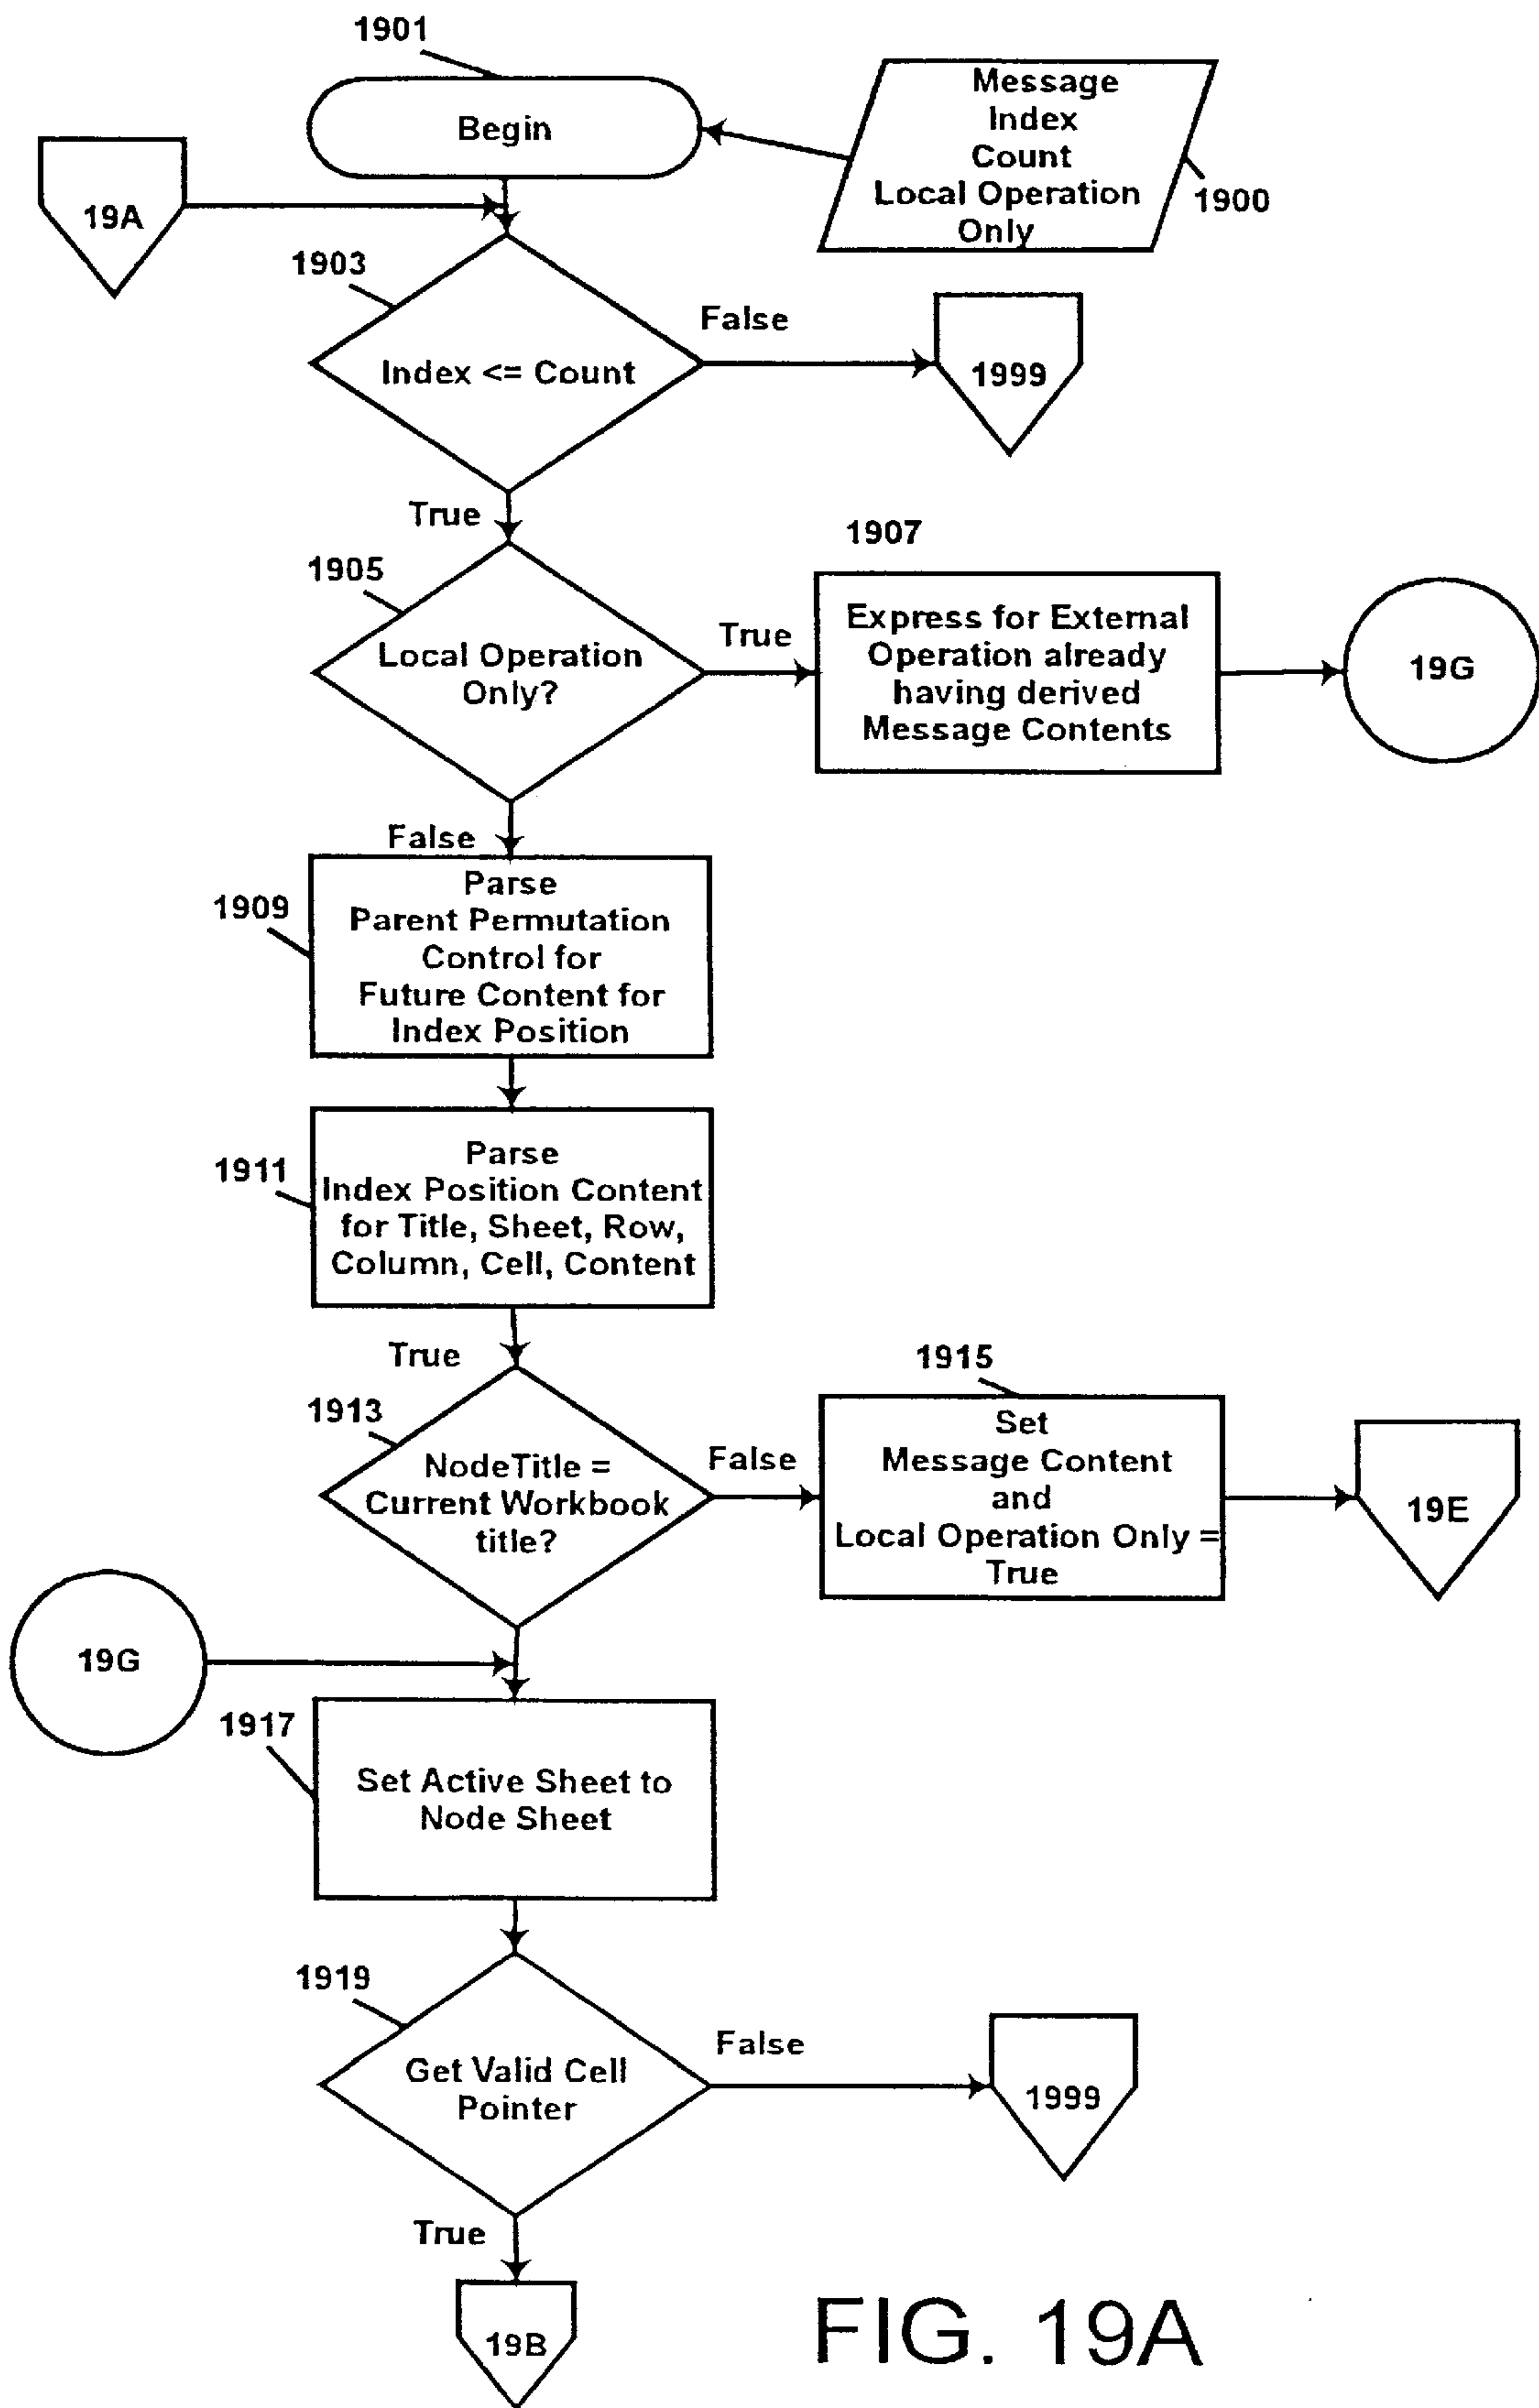 1901
Begin
Message
Index
Count
Local Operation
Only
1900
19A
1903
Index <= Count
False
1999
True
1905
Local Operation
Only?
True
1907
Express for External
Operation already
having derived
Message Contents
19G
False
1909
Parse
Parent Permutation
Control for
Future Content for
Index Position
1911
Parse
Index Position Content
for Title, Sheet, Row,
Column, Cell, Content
True
1913
NodeTitle =
Current Workbook
title?
False
1915
Set
Message Content
and
Local Operation Only =
True
19E
19G
1917
Set Active Sheet to
Node Sheet
1919
Get Valid Cell
Pointer
False
1999
True
19B
FIG. 19A